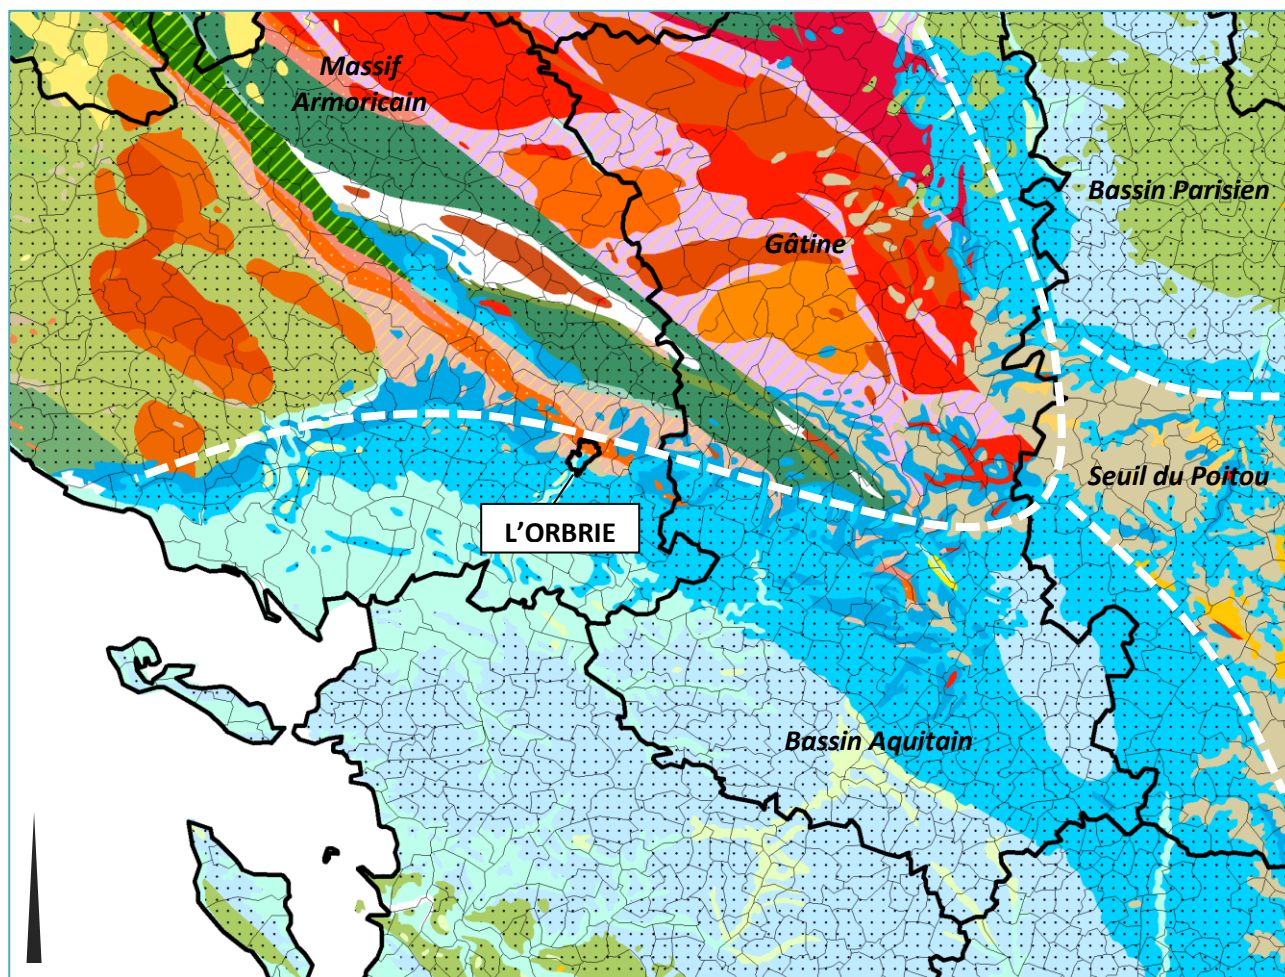 Massif
Armoricain
Bassin Parisien
Gâtine
Seuil du Poitou
L’ORBRIE
Bassin Aquitain